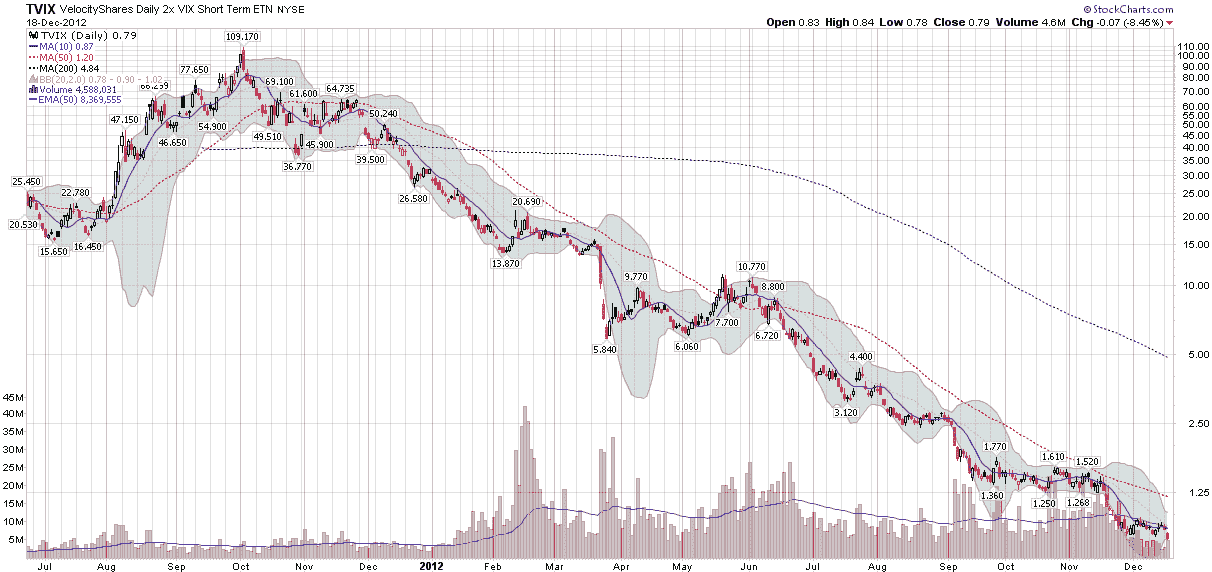 TVIX VelocityShares Daily 2x VIX Short Term ETN NYSE
© StockCharts.com
18-Dec-2012
Open 0.83 High 0.84 Low 0.78 Close 0.79 Volume 4.6M Chg -0.07 (-8.45%)
TVIX (Daily) 0.79
MA(10) 0.87
MA(50) 1.20
MA(200) 4.84
BB(20,2.0) 0.78 - 0.90 - 1.02
Volume 4,588,031
EMA(50) 8,369,555
109.170
77.650
69.100
61.600
64.735
50.240
47.150
46.650
54.900
49.510
45.900
36.770
39.500
25.450
22.780
20.530
15.650
16.450
26.580
20.690
13.870
9.770
5.840
6.060
10.770
8.800
7.700
6.720
4.400
3.120
1.770
1.360
1.610
1.520
1.250
1.268
110.00
100.00
90.00
80.00
70.00
60.00
55.00
50.00
45.00
40.00
35.00
30.00
25.00
20.00
15.00
10.00
5.00
2.50
1.25
45M
40M
35M
30M
25M
20M
15M
10M
5M
Jul Aug Sep Oct Nov Dec 2012 Feb Mar Apr May Jun Jul Aug Sep Oct Nov Dec